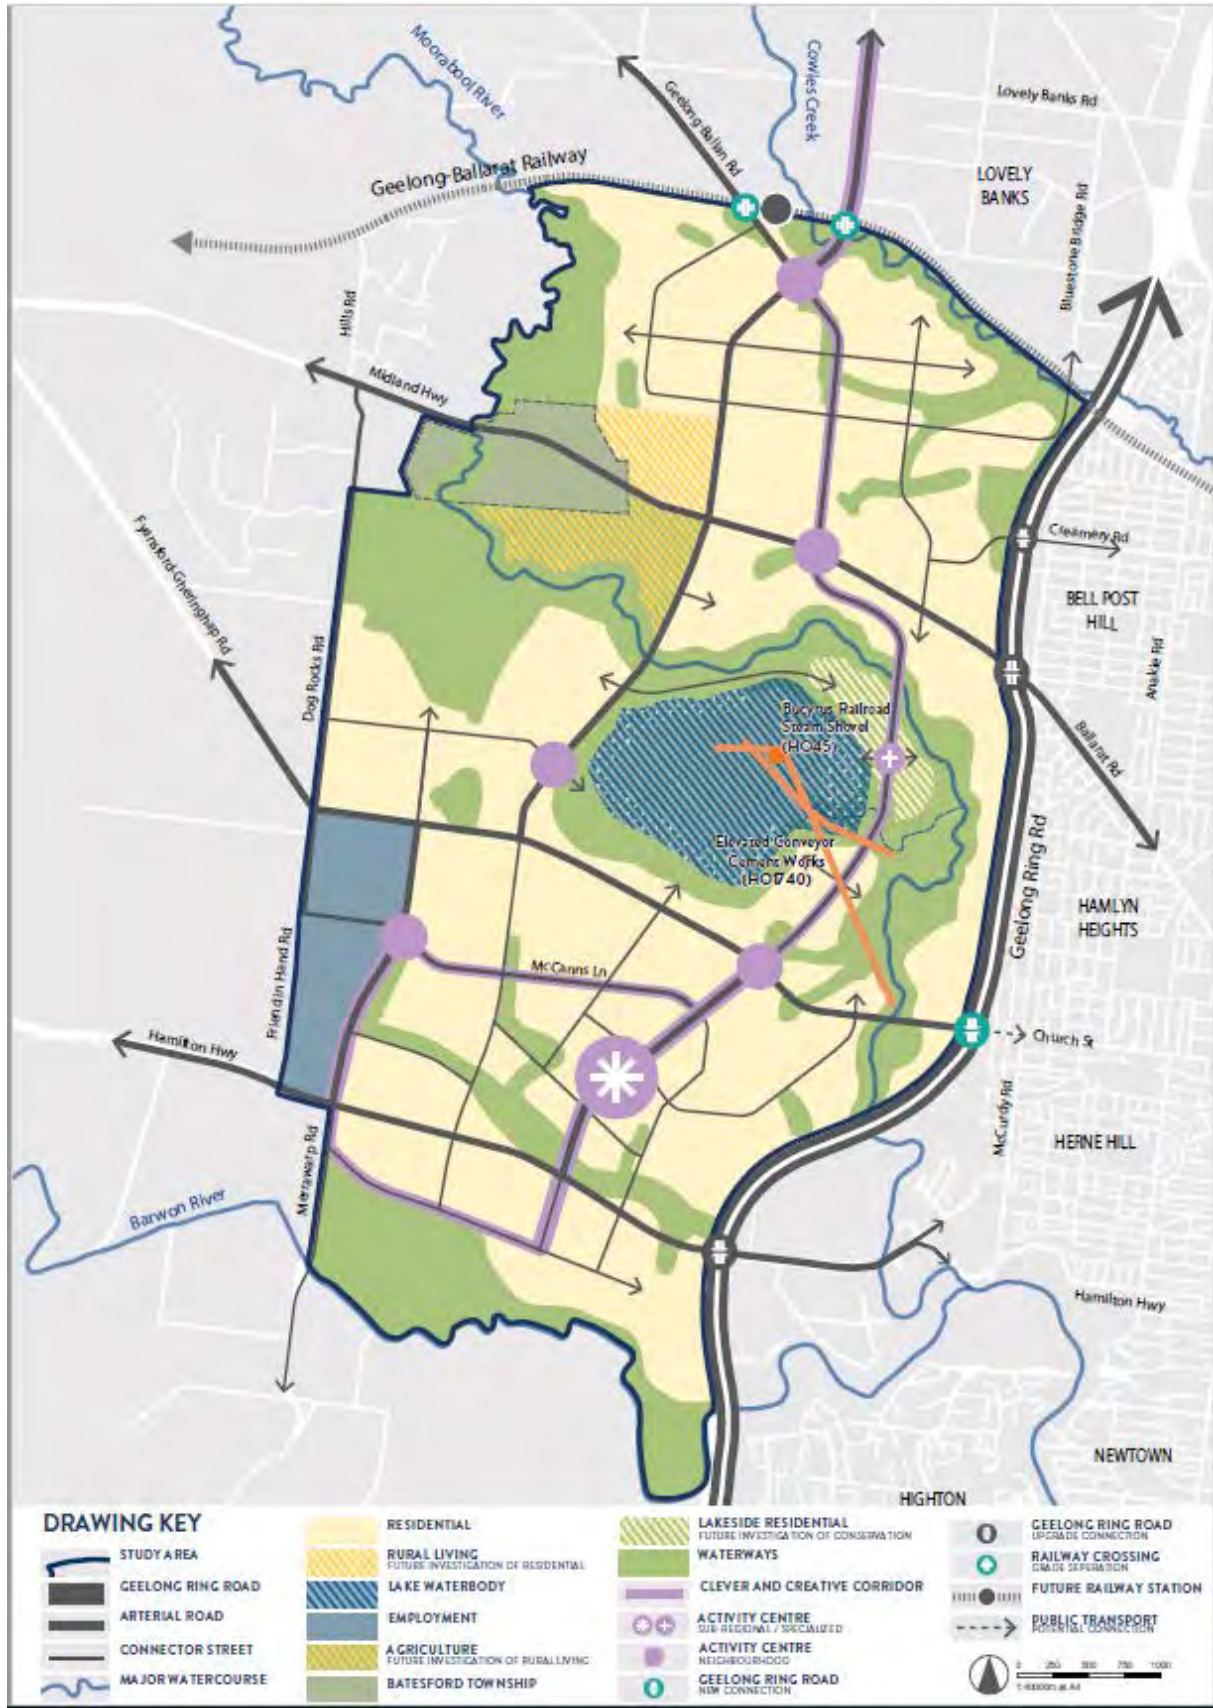 Moorabool River
Cowies Creek
Geelong-Ballan Rd
Lovely Banks Rd
Geelong-Ballarat Railway
LOVELY
BANKS
Bluestone Bridge Rd
Hills Rd
Midland Hwy
Creamery Rd
Fyansford-Gheringhap Rd
BELL POST
HILL
Dog Rocks Rd
Anakie Rd
Bucyrus Railroad
Steam Shovel
(HO45)
Ballarat Rd
Elevated Conveyor
Cement Works
(HO1740)
Geelong Ring Rd
HAMLYN
HEIGHTS
Friend in Hand Rd
McCanns Ln
Hamilton Hwy
Church St
McCurdy Rd
HERNE HILL
Merrawarp Rd
Barwon River
Hamilton Hwy
NEWTOWN
HIGHTON
DRAWING KEY
STUDY AREA
GEELONG RING ROAD
ARTERIAL ROAD
CONNECTOR STREET
MAJOR WATERCOURSE
RESIDENTIAL
RURAL LIVING
FUTURE INVESTIGATION OF RESIDENTIAL
LAKE WATERBODY
EMPLOYMENT
AGRICULTURE
FUTURE INVESTIGATION OF RURAL LIVING
BATESFORD TOWNSHIP
LAKESIDE RESIDENTIAL
FUTURE INVESTIGATION OF CONSERVATION
WATERWAYS
CLEVER AND CREATIVE CORRIDOR
ACTIVITY CENTRE
SUB-REGIONAL / SPECIALIZED
ACTIVITY CENTRE
NEIGHBOURHOOD
GEELONG RING ROAD
NEW CONNECTION
GEELONG RING ROAD
UPGRADE CONNECTION
RAILWAY CROSSING
GRADE SEPERATION
FUTURE RAILWAY STATION
PUBLIC TRANSPORT
POTENTIAL CONNECTION
0 250 500 750 1000